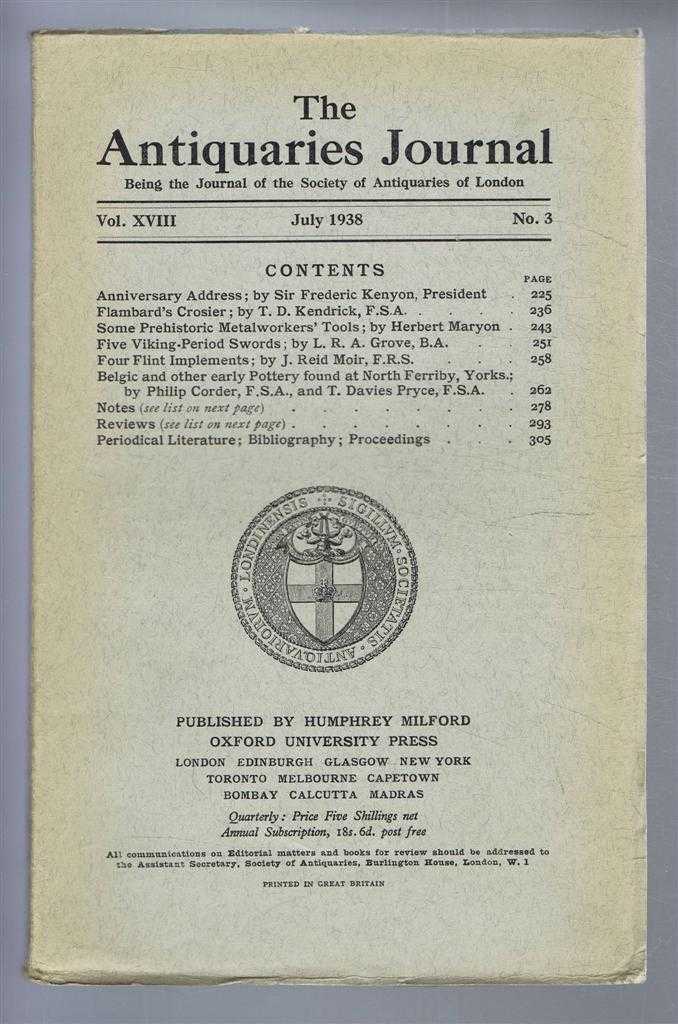 The
Antiquaries Journal
Being the Journal of the Society of Antiquaries of London
Vol. XVIII July 1938 No. 3
CONTENTS
PAGE
Anniversary Address; by Sir Frederic Kenyon, President . 225
Flambard's Crosier; by T. D. Kendrick, F.S.A. . . . . 236
Some Prehistoric Metalworkers' Tools; by Herbert Maryon . 243
Five Viking-Period Swords; by L. R. A. Grove, B.A. . . 251
Four Flint Implements; by J. Reid Moir, F.R.S. . . . 258
Belgic and other early Pottery found at North Ferriby, Yorks.;
by Philip Corder, F.S.A., and T. Davies Pryce, F.S.A. . 262
Notes (see list on next page) . . . . . . . . 278
Reviews (see list on next page) . . . . . . . . 293
Periodical Literature; Bibliography; Proceedings . . . 305
SIGILLVM · SOCIETATIS · ANTIQVARIORVM · LONDINENSIS
PUBLISHED BY HUMPHREY MILFORD
OXFORD UNIVERSITY PRESS
LONDON EDINBURGH GLASGOW NEW YORK
TORONTO MELBOURNE CAPETOWN
BOMBAY CALCUTTA MADRAS
Quarterly: Price Five Shillings net
Annual Subscription, 18s. 6d. post free
All communications on Editorial matters and books for review should be addressed to
the Assistant Secretary, Society of Antiquaries, Burlington House, London, W. 1
PRINTED IN GREAT BRITAIN